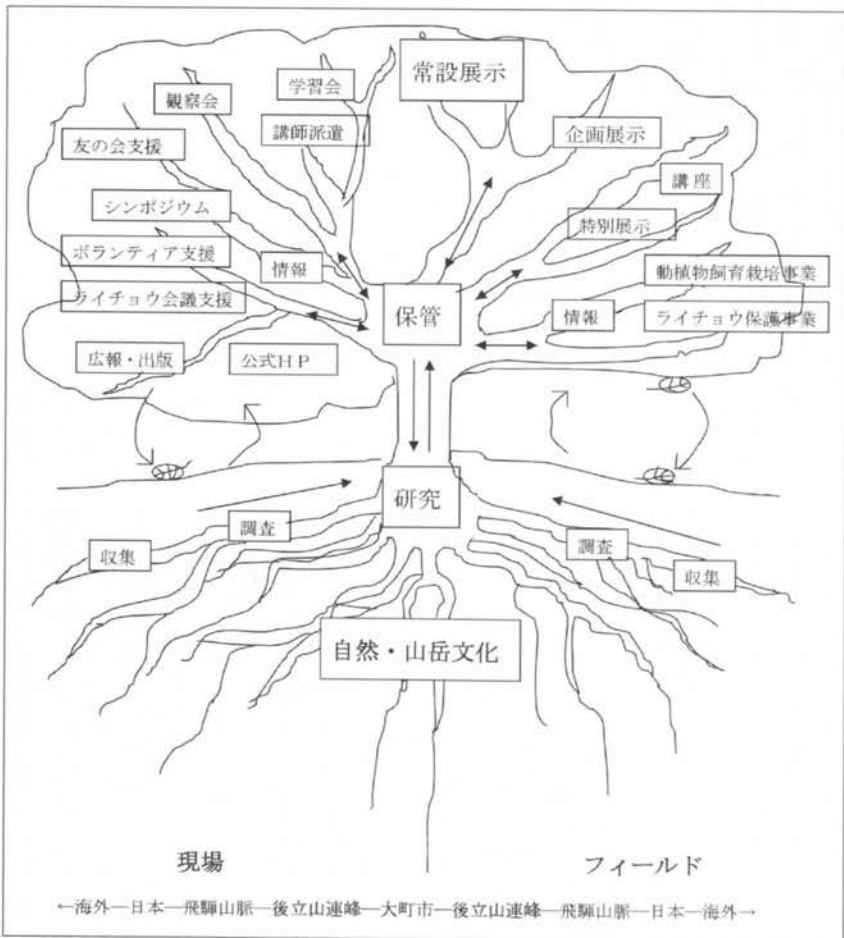 常設展示
学習会
観察会
講師派遣
企画展示
友の会支援
講座
シンポジウム
特別展示
ボランティア支援
情報
動植物飼育栽培事業
ライチョウ会議支援
保管
情報
ライチョウ保護事業
広報・出版
公式HP
研究
調査
調査
収集
収集
自然・山岳文化
現場
フィールド
←海外―日本―飛騨山脈―後立山連峰―大町市―後立山連峰―飛騨山脈―日本―海外→